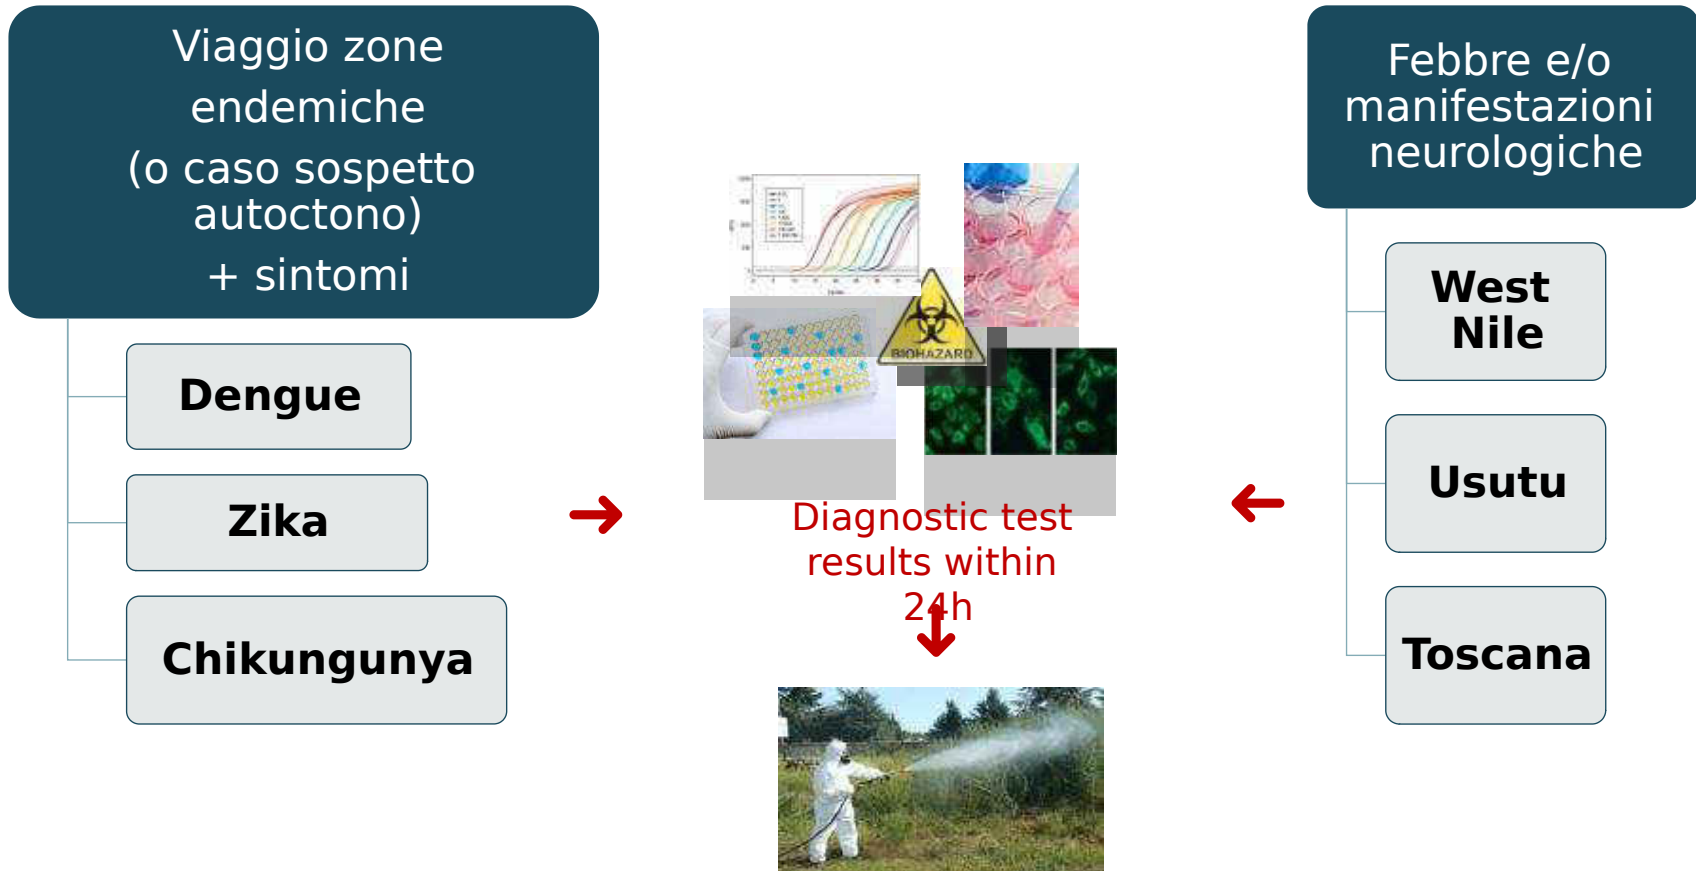 Viaggio zone
endemiche
(o caso sospetto
autoctono)
+ sintomi
Dengue
Zika
Chikungunya
BIOHAZARD
Diagnostic test
results within
24h
Febbre e/o
manifestazioni
neurologiche
West
Nile
Usutu
Toscana